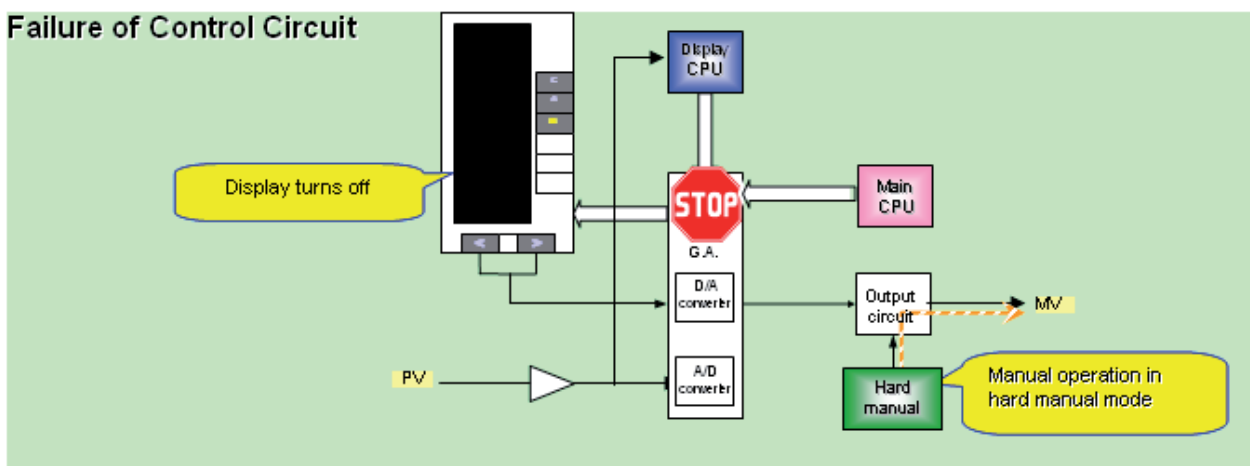 Failure of Control Circuit
Display
CPU
Display turns off
STOP
Main
CPU
G.A.
D/A
converter
Output
circuit
MV
PV
A/D
converter
Hard
manual
Manual operation in
hard manual mode
< >